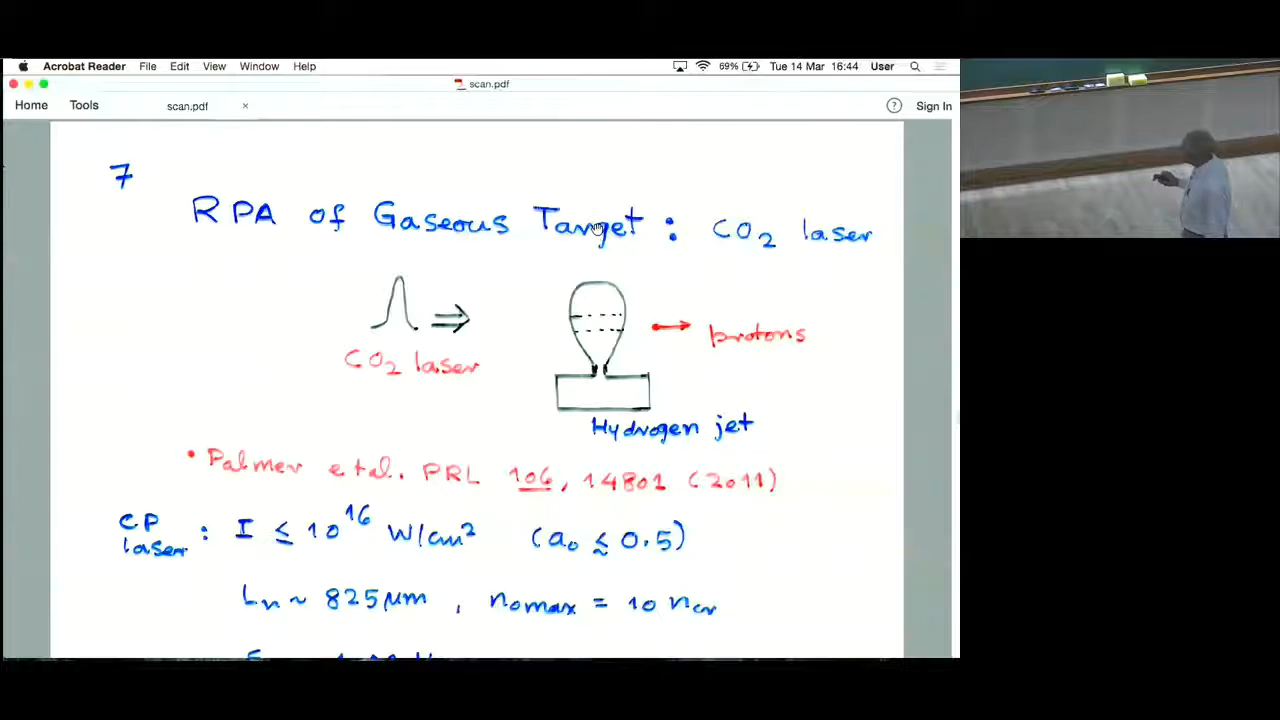 Acrobat Reader File Edit View Window Help 69% Tue 14 Mar 16:44 User
scan.pdf
Home Tools scan.pdf × ? Sign In
7
RPA of Gaseous Target : CO2 laser
CO2 laser
protons
Hydrogen jet
• Palmer et al. PRL 106, 14801 (2011)
CP laser : I ≤ 10^16 W/cm^2 (a0 ≲ 0.5)
Ln ~ 825 μm , n0max = 10 ncr